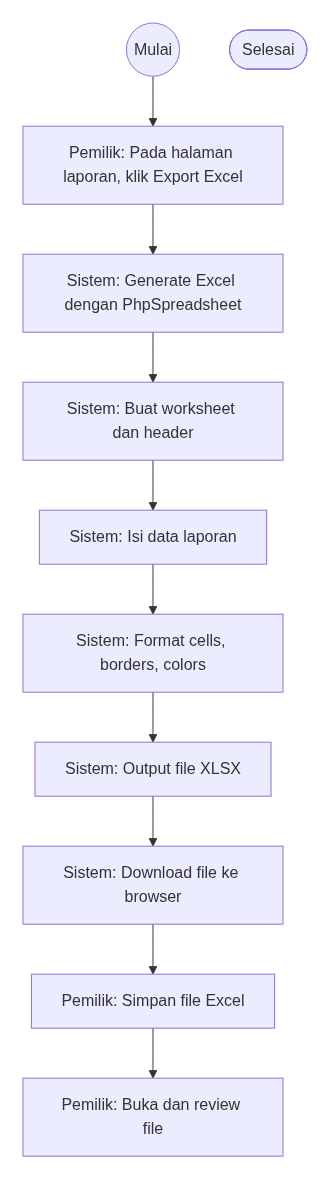 Mulai
Selesai
Pemilik: Pada halaman
laporan, klik Export Excel
Sistem: Generate Excel
dengan PhpSpreadsheet
Sistem: Buat worksheet
dan header
Sistem: Isi data laporan
Sistem: Format cells,
borders, colors
Sistem: Output file XLSX
Sistem: Download file ke
browser
Pemilik: Simpan file Excel
Pemilik: Buka dan review
file